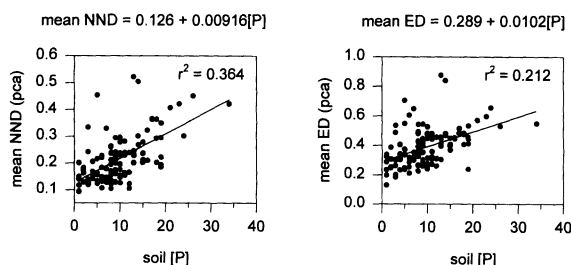 mean NND = 0.126 + 0.00916[P]
0.6
0.5
0.4
0.3
0.2
0.1
mean NND (pca)
r² = 0.364
0
10
20
30
40
soil [P]
mean ED = 0.289 + 0.0102[P]
1.0
0.8
0.6
0.4
0.2
0.0
mean ED (pca)
r² = 0.212
0
10
20
30
40
soil [P]